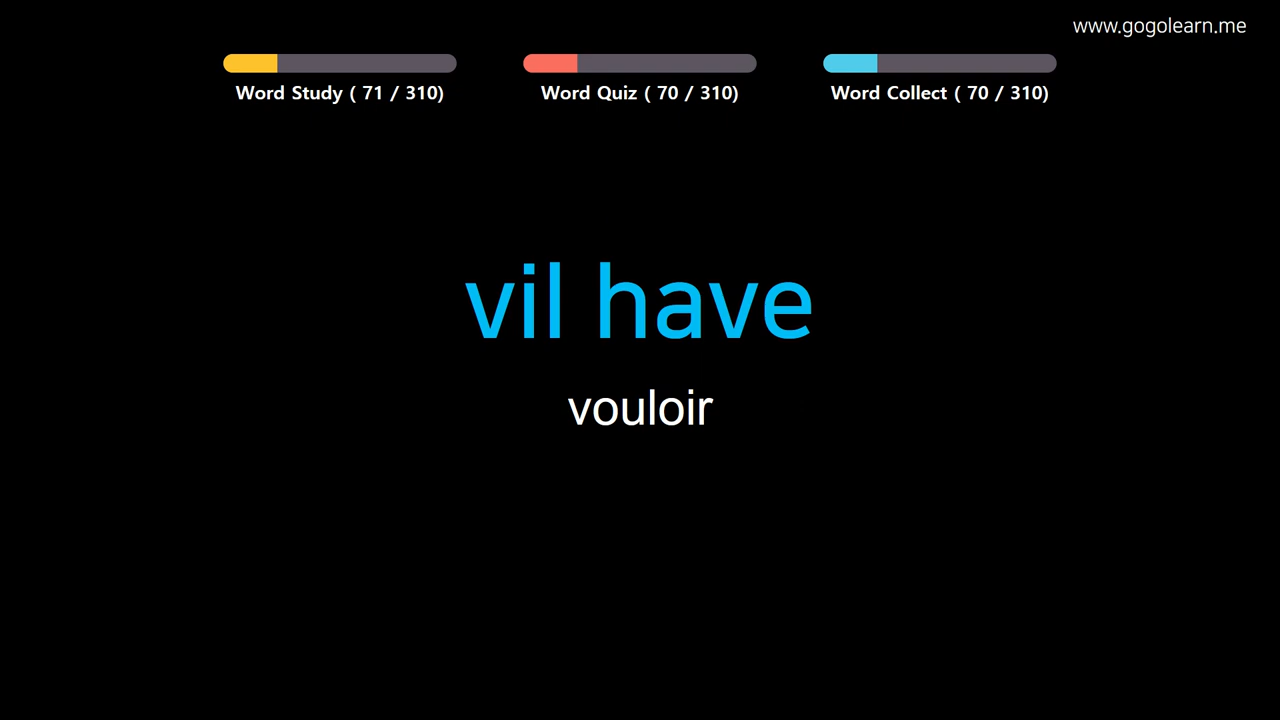 www.gogolearn.me
Word Study ( 71 / 310)
Word Quiz ( 70 / 310)
Word Collect ( 70 / 310)
vil have
vouloir